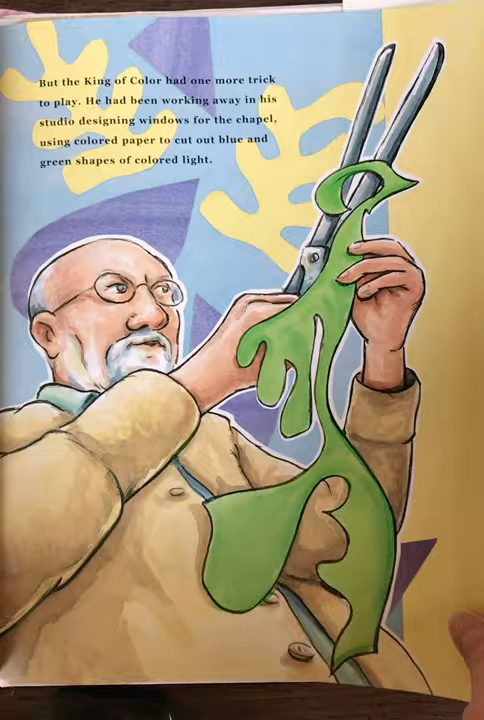 But the King of Color had one more trick
to play. He had been working away in his
studio designing windows for the chapel,
using colored paper to cut out blue and
green shapes of colored light.